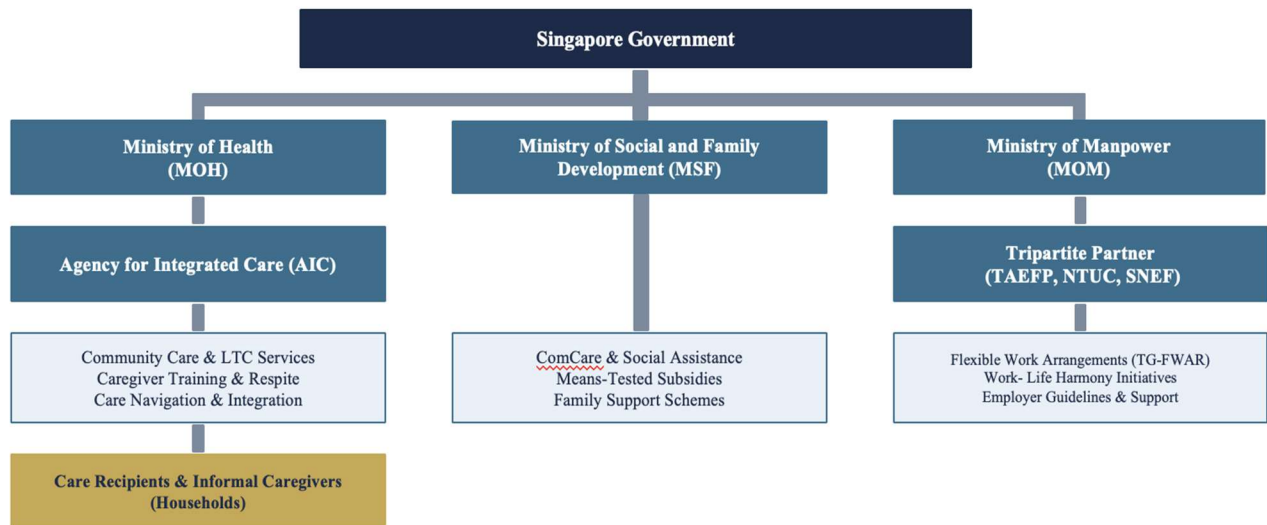 Singapore Government
Ministry of Health
(MOH)
Ministry of Social and Family
Development (MSF)
Ministry of Manpower
(MOM)
Agency for Integrated Care (AIC)
Tripartite Partner
(TAEFP, NTUC, SNEF)
Community Care & LTC Services
Caregiver Training & Respite
Care Navigation & Integration
ComCare & Social Assistance
Means-Tested Subsidies
Family Support Schemes
Flexible Work Arrangements (TG-FWAR)
Work- Life Harmony Initiatives
Employer Guidelines & Support
Care Recipients & Informal Caregivers
(Households)